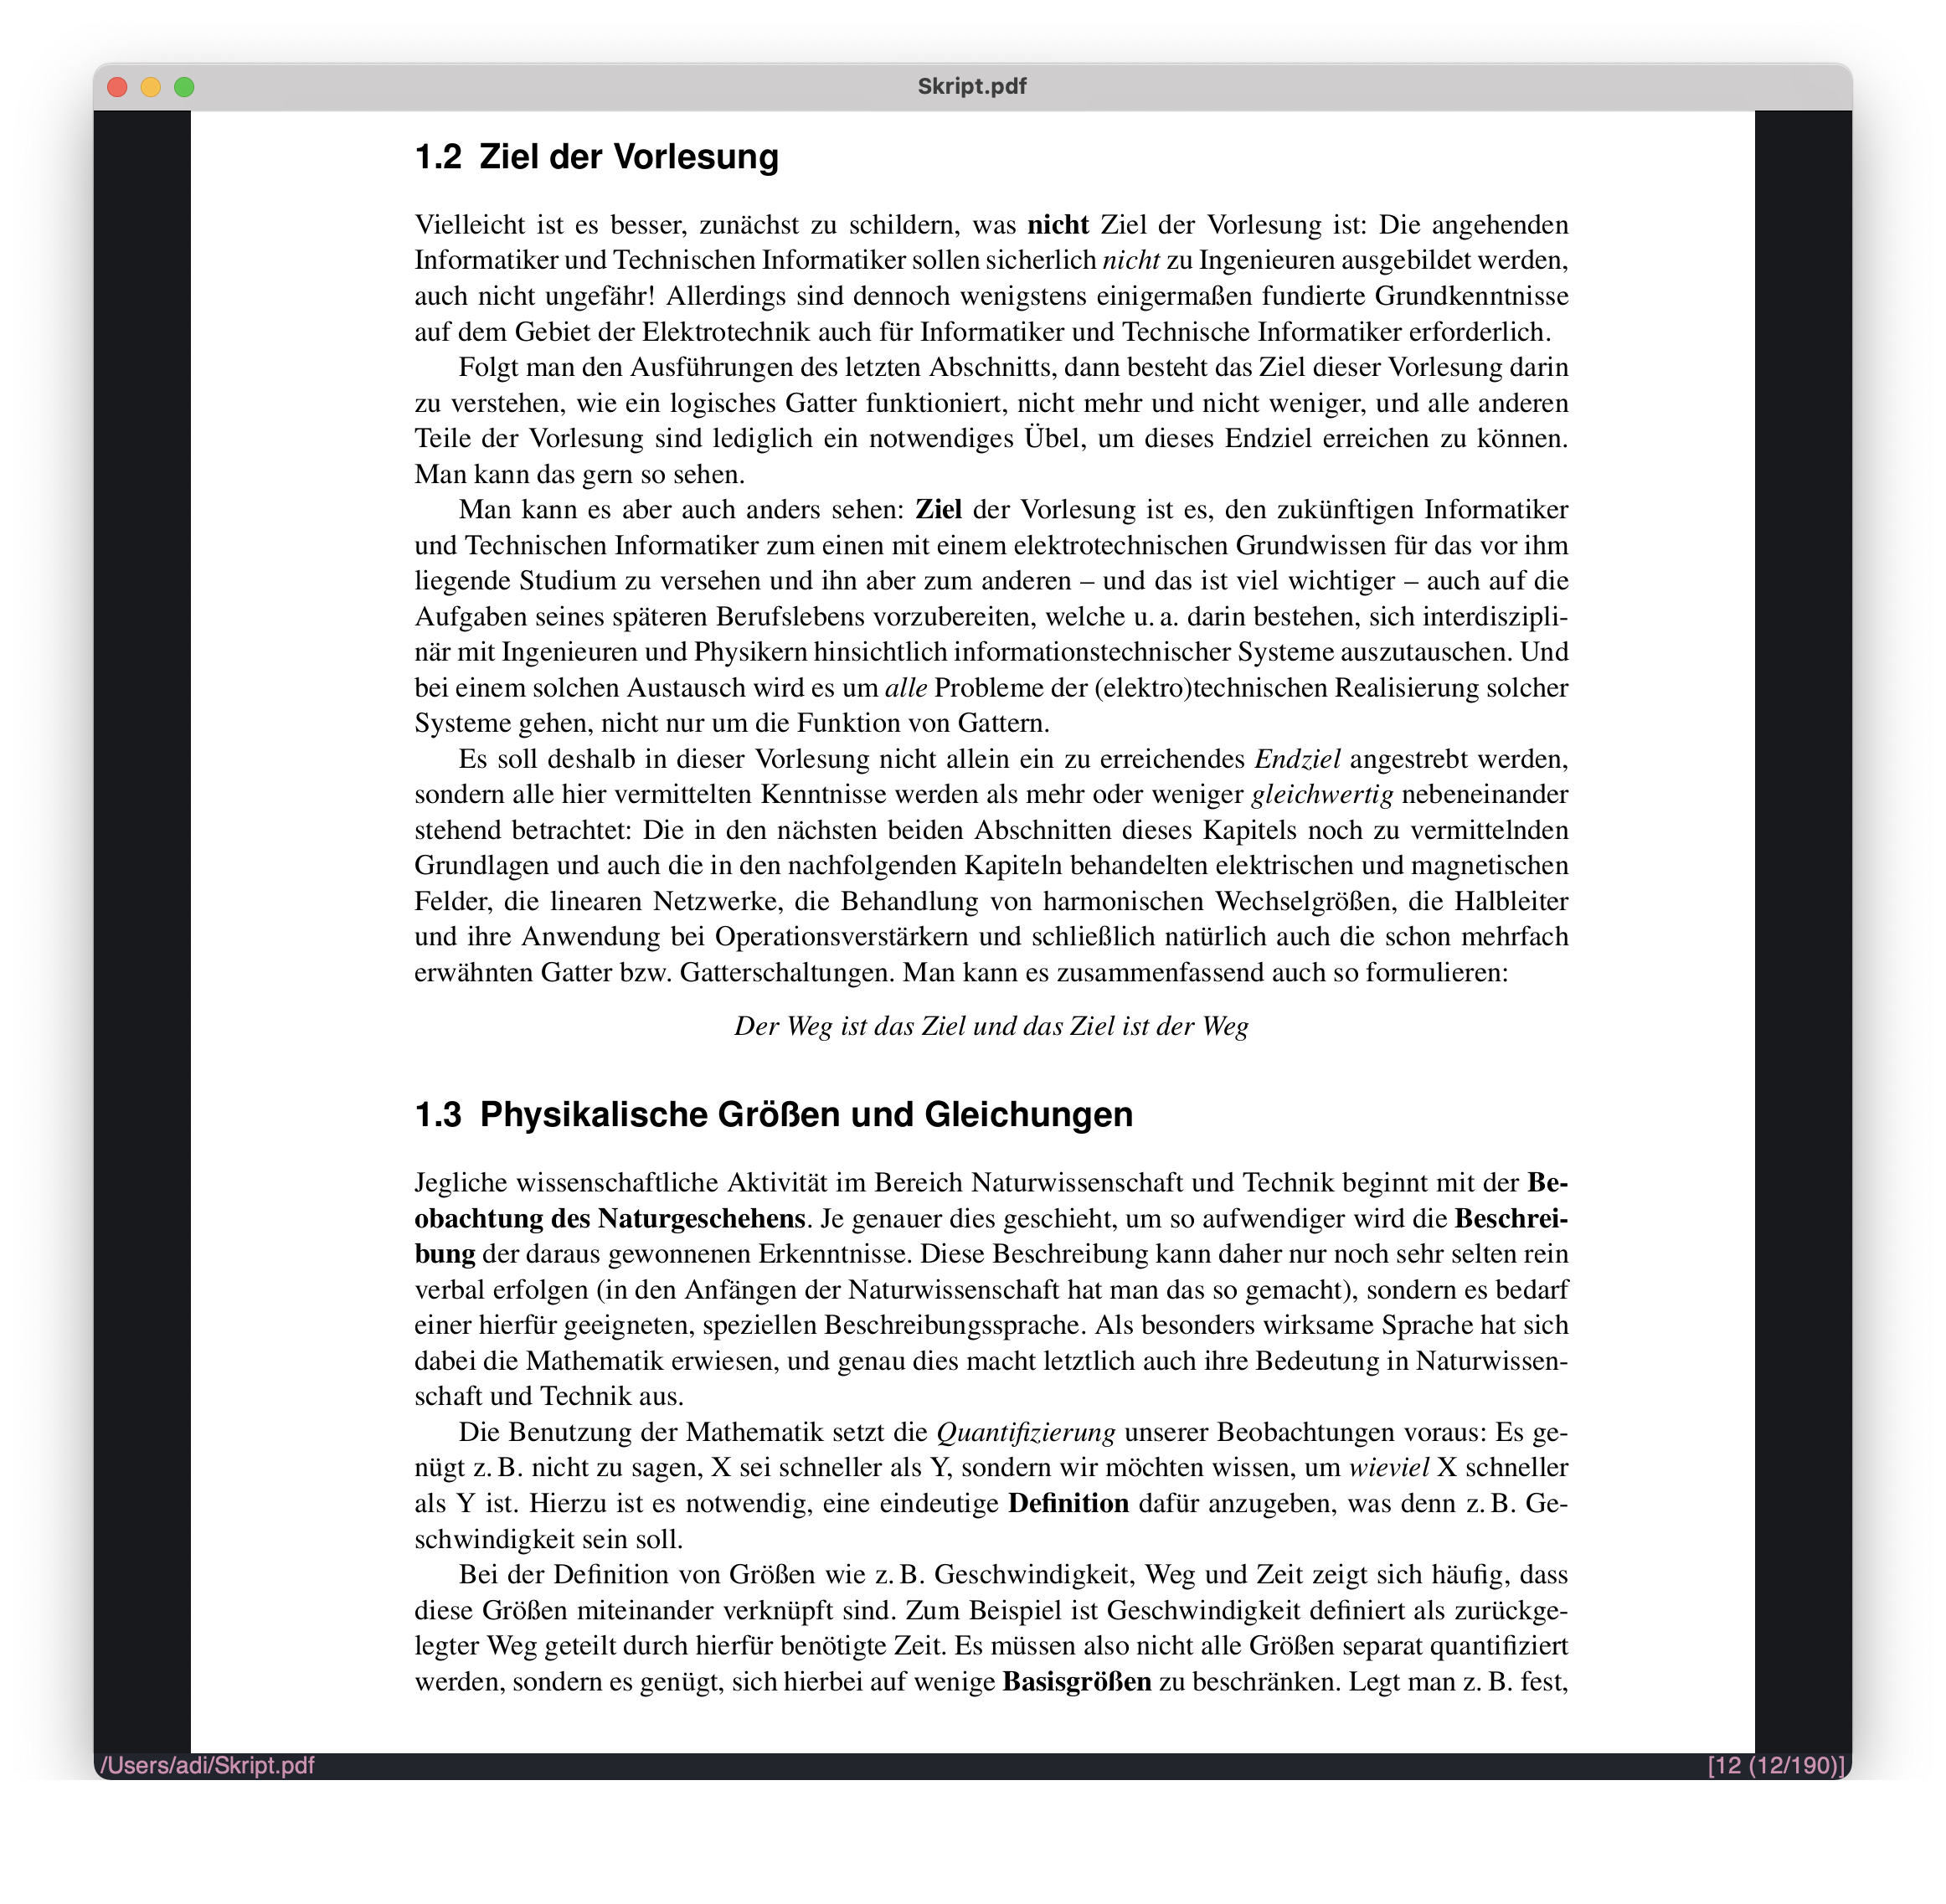 Skript.pdf
1.2 Ziel der Vorlesung
Vielleicht ist es besser, zunächst zu schildern, was nicht Ziel der Vorlesung ist: Die angehenden
Informatiker und Technischen Informatiker sollen sicherlich nicht zu Ingenieuren ausgebildet werden,
auch nicht ungefähr! Allerdings sind dennoch wenigstens einigermaßen fundierte Grundkenntnisse
auf dem Gebiet der Elektrotechnik auch für Informatiker und Technische Informatiker erforderlich.
Folgt man den Ausführungen des letzten Abschnitts, dann besteht das Ziel dieser Vorlesung darin
zu verstehen, wie ein logisches Gatter funktioniert, nicht mehr und nicht weniger, und alle anderen
Teile der Vorlesung sind lediglich ein notwendiges Übel, um dieses Endziel erreichen zu können.
Man kann das gern so sehen.
Man kann es aber auch anders sehen: Ziel der Vorlesung ist es, den zukünftigen Informatiker
und Technischen Informatiker zum einen mit einem elektrotechnischen Grundwissen für das vor ihm
liegende Studium zu versehen und ihn aber zum anderen – und das ist viel wichtiger – auch auf die
Aufgaben seines späteren Berufslebens vorzubereiten, welche u. a. darin bestehen, sich interdiszipli-
när mit Ingenieuren und Physikern hinsichtlich informationstechnischer Systeme auszutauschen. Und
bei einem solchen Austausch wird es um alle Probleme der (elektro)technischen Realisierung solcher
Systeme gehen, nicht nur um die Funktion von Gattern.
Es soll deshalb in dieser Vorlesung nicht allein ein zu erreichendes Endziel angestrebt werden,
sondern alle hier vermittelten Kenntnisse werden als mehr oder weniger gleichwertig nebeneinander
stehend betrachtet: Die in den nächsten beiden Abschnitten dieses Kapitels noch zu vermittelnden
Grundlagen und auch die in den nachfolgenden Kapiteln behandelten elektrischen und magnetischen
Felder, die linearen Netzwerke, die Behandlung von harmonischen Wechselgrößen, die Halbleiter
und ihre Anwendung bei Operationsverstärkern und schließlich natürlich auch die schon mehrfach
erwähnten Gatter bzw. Gatterschaltungen. Man kann es zusammenfassend auch so formulieren:
Der Weg ist das Ziel und das Ziel ist der Weg
1.3 Physikalische Größen und Gleichungen
Jegliche wissenschaftliche Aktivität im Bereich Naturwissenschaft und Technik beginnt mit der Be-
obachtung des Naturgeschehens. Je genauer dies geschieht, um so aufwendiger wird die Beschrei-
bung der daraus gewonnenen Erkenntnisse. Diese Beschreibung kann daher nur noch sehr selten rein
verbal erfolgen (in den Anfängen der Naturwissenschaft hat man das so gemacht), sondern es bedarf
einer hierfür geeigneten, speziellen Beschreibungssprache. Als besonders wirksame Sprache hat sich
dabei die Mathematik erwiesen, und genau dies macht letztlich auch ihre Bedeutung in Naturwissen-
schaft und Technik aus.
Die Benutzung der Mathematik setzt die Quantifizierung unserer Beobachtungen voraus: Es ge-
nügt z. B. nicht zu sagen, X sei schneller als Y, sondern wir möchten wissen, um wieviel X schneller
als Y ist. Hierzu ist es notwendig, eine eindeutige Definition dafür anzugeben, was denn z. B. Ge-
schwindigkeit sein soll.
Bei der Definition von Größen wie z. B. Geschwindigkeit, Weg und Zeit zeigt sich häufig, dass
diese Größen miteinander verknüpft sind. Zum Beispiel ist Geschwindigkeit definiert als zurückge-
legter Weg geteilt durch hierfür benötigte Zeit. Es müssen also nicht alle Größen separat quantifiziert
werden, sondern es genügt, sich hierbei auf wenige Basisgrößen zu beschränken. Legt man z. B. fest,
/Users/adi/Skript.pdf [12 (12/190)]